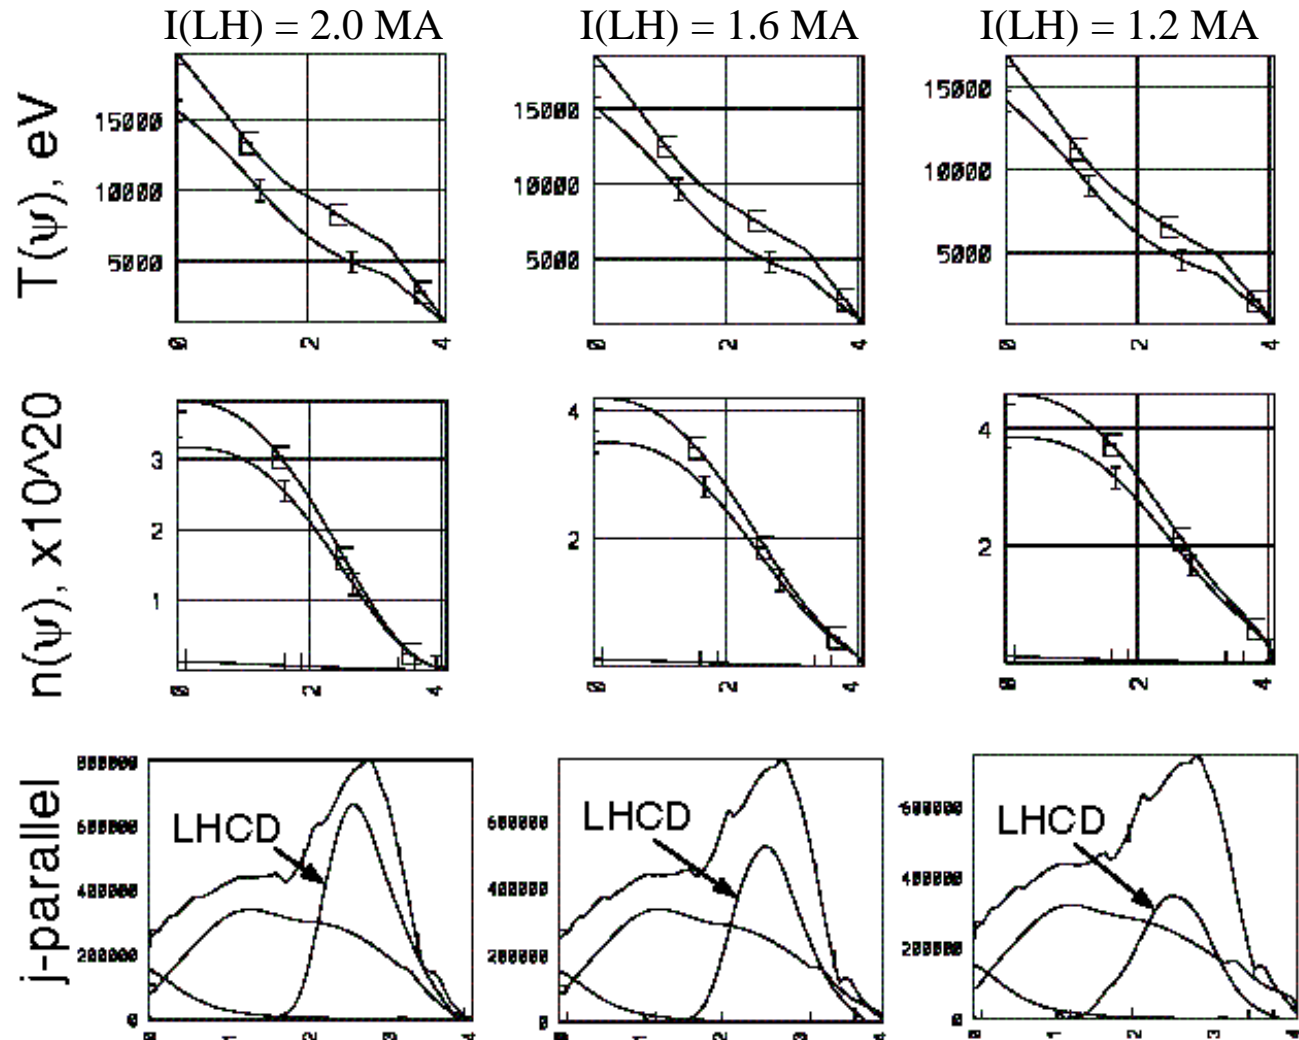 I(LH) = 2.0 MA I(LH) = 1.6 MA I(LH) = 1.2 MA
T(ψ), eV
15000
10000
5000
0 2 4
15000
10000
5000
0 2 4
15000
10000
5000
0 2 4
n(ψ), x10^20
3
2
1
0 2 4
4
2
0 2 4
4
2
0 2 4
j-parallel
800000
600000
400000
200000
0
LHCD
0 1 2 3 4
600000
400000
200000
0
LHCD
0 1 2 3 4
600000
400000
200000
0
LHCD
0 1 2 3 4